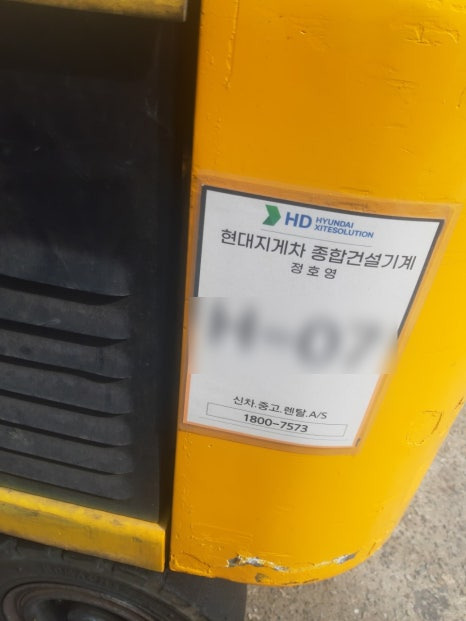 HD HYUNDAI
XITESOLUTION
현대지게차 종합건설기계
정호영
신차.중고.렌탈.A/S
1800-7573